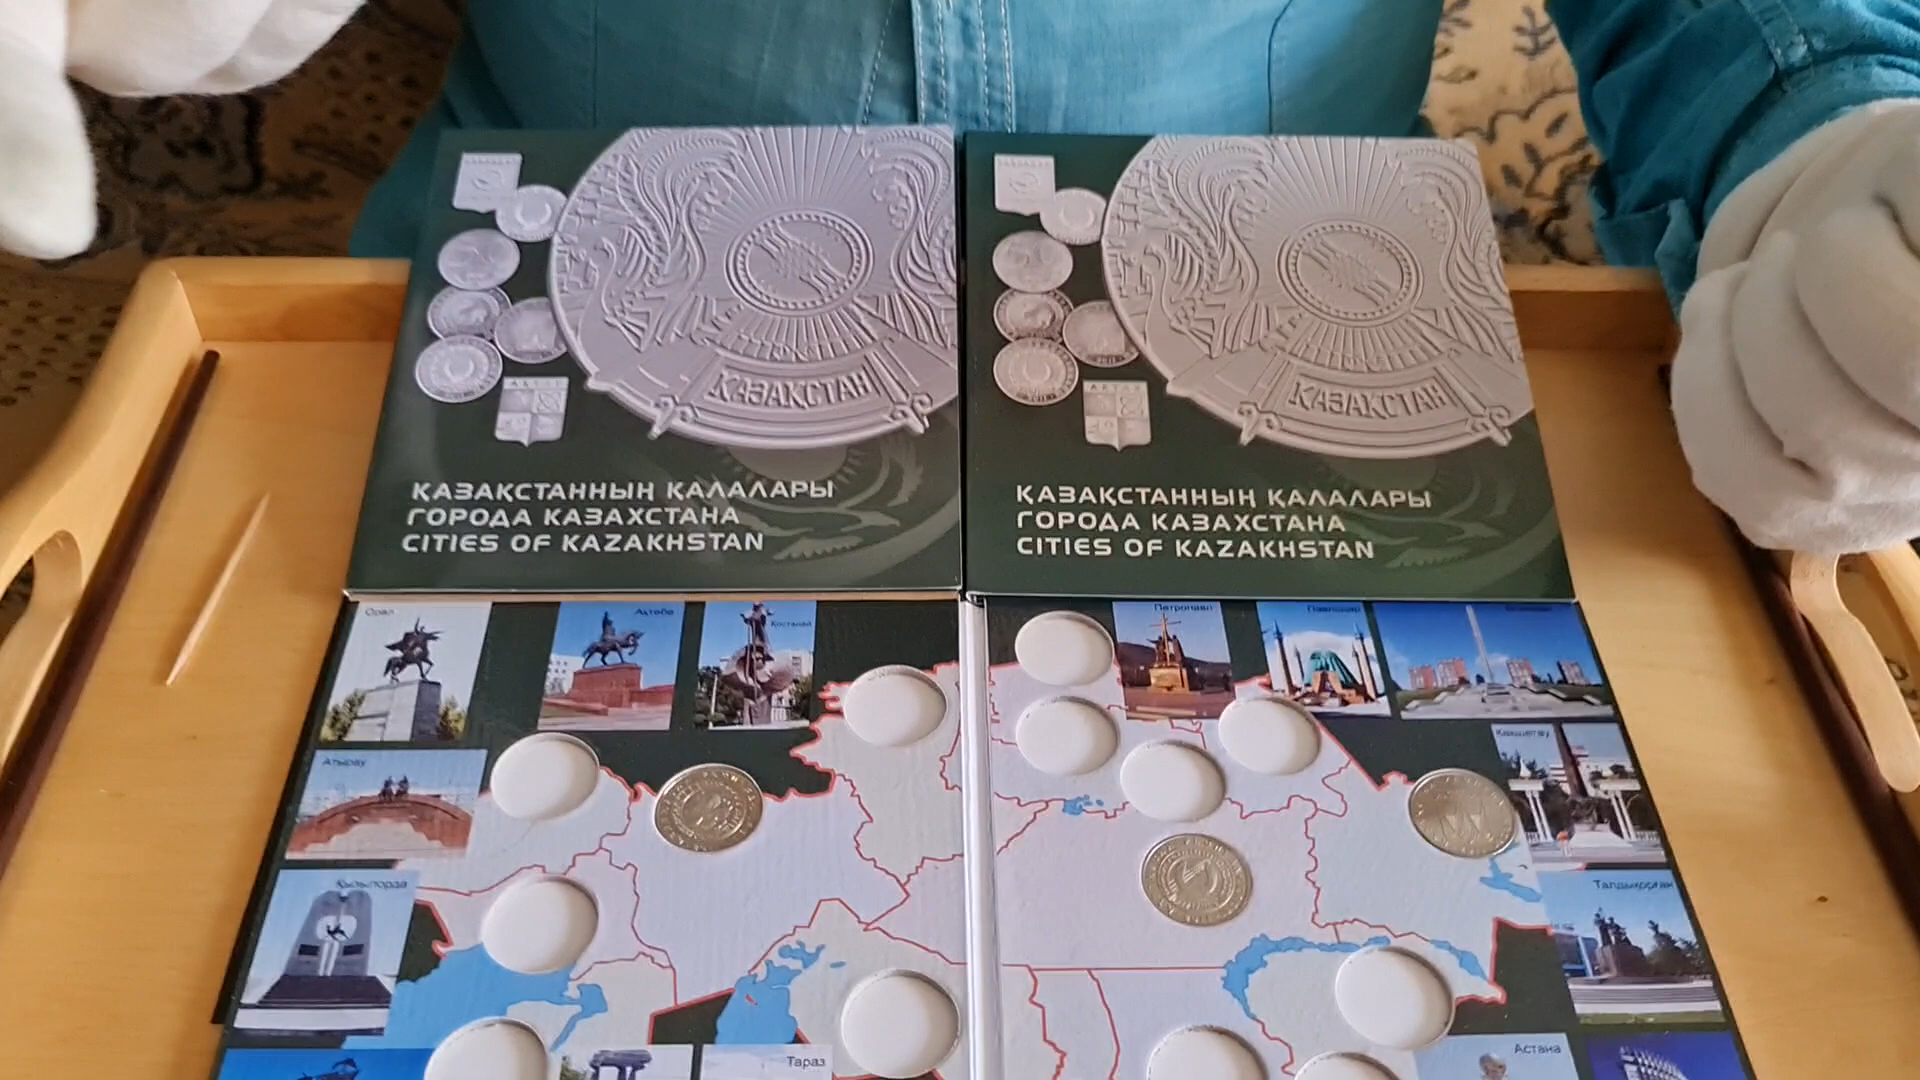 ҚАЗАҚСТАН
ҚАЗАҚСТАННЫҢ ҚАЛАЛАРЫ
ГОРОДА КАЗАХСТАНА
CITIES OF KAZAKHSTAN
ҚАЗАҚСТАН
ҚАЗАҚСТАННЫҢ ҚАЛАЛАРЫ
ГОРОДА КАЗАХСТАНА
CITIES OF KAZAKHSTAN
Орал
Ақтөбе
Қостанай
Петропавл
Павлодар
Атырау
Көкшетау
Қызылорда
Талдықорған
Тараз
Астана